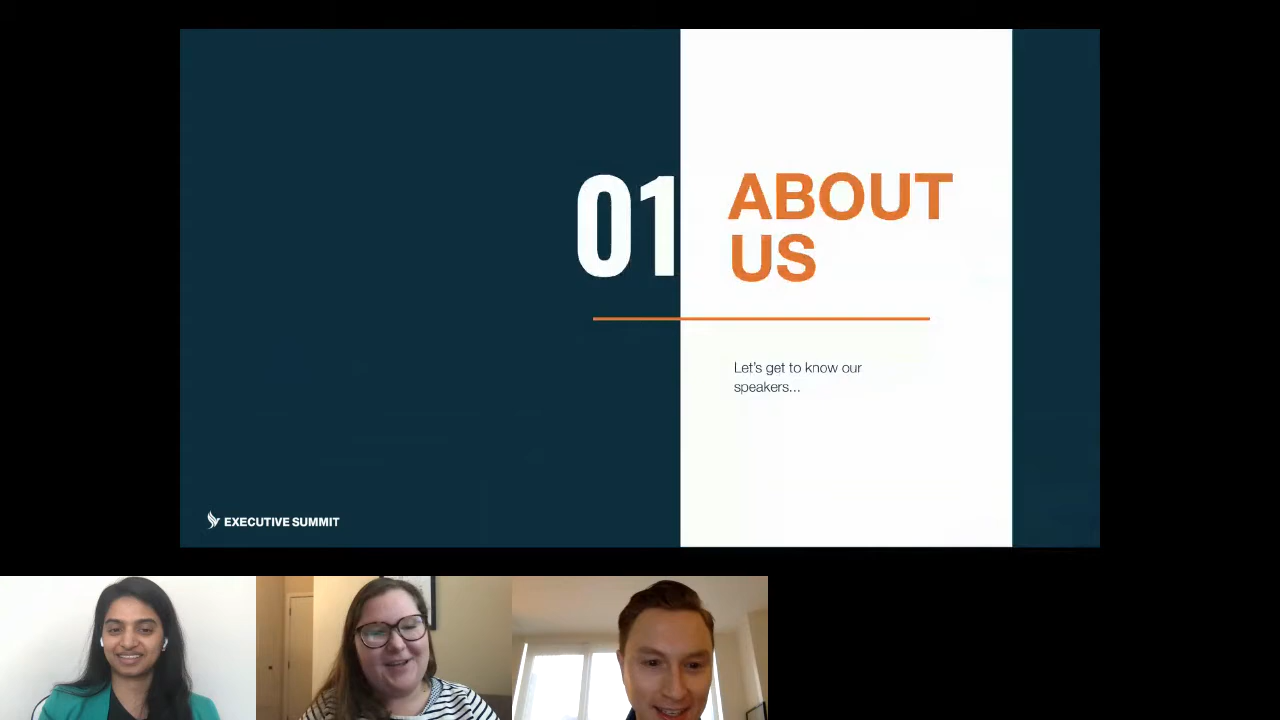 01
ABOUT
US
Let's get to know our
speakers...
EXECUTIVE SUMMIT